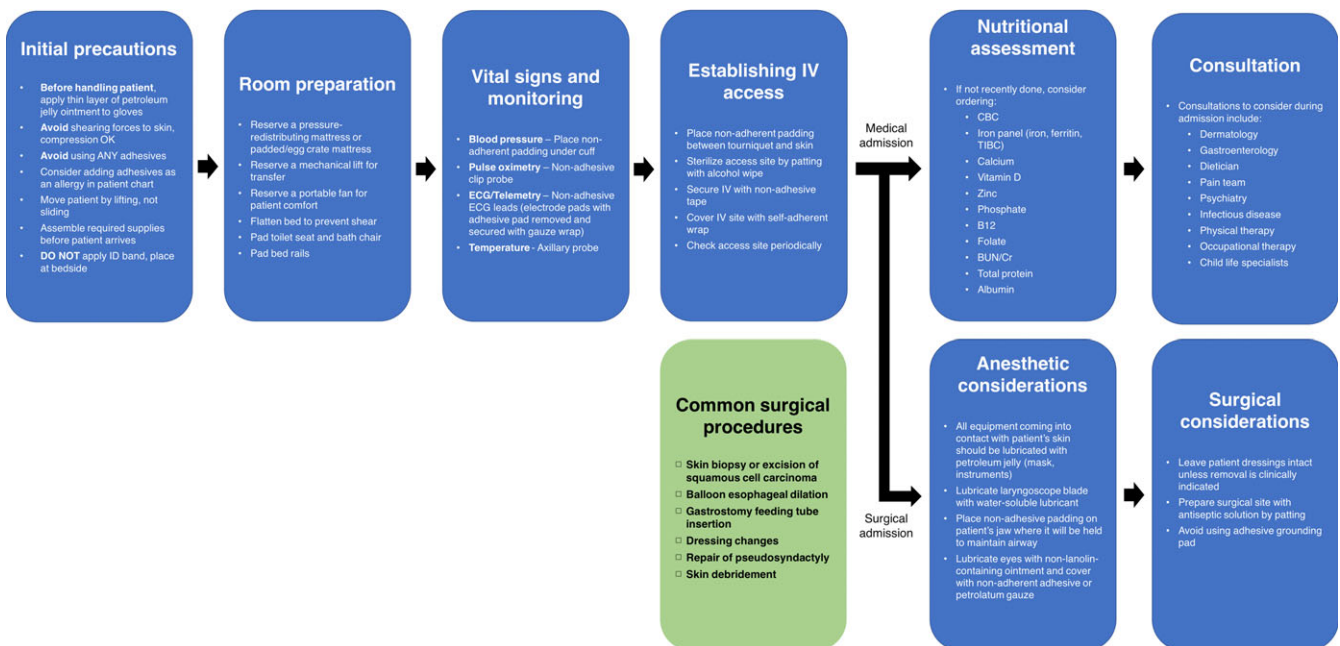 Initial precautions
• Before handling patient,
apply thin layer of petroleum
jelly ointment to gloves
• Avoid shearing forces to skin,
compression OK
• Avoid using ANY adhesives
• Consider adding adhesives as
an allergy in patient chart
• Move patient by lifting, not
sliding
• Assemble required supplies
before patient arrives
• DO NOT apply ID band, place
at bedside
Room preparation
• Reserve a pressure-
redistributing mattress or
padded/egg crate mattress
• Reserve a mechanical lift for
transfer
• Reserve a portable fan for
patient comfort
• Flatten bed to prevent shear
• Pad toilet seat and bath chair
• Pad bed rails
Vital signs and
monitoring
• Blood pressure – Place non-
adherent padding under cuff
• Pulse oximetry – Non-adhesive
clip probe
• ECG/Telemetry – Non-adhesive
ECG leads (electrode pads with
adhesive pad removed and
secured with gauze wrap)
• Temperature - Axillary probe
Establishing IV
access
• Place non-adherent padding
between tourniquet and skin
• Sterilize access site by patting
with alcohol wipe
• Secure IV with non-adhesive
tape
• Cover IV site with self-adherent
wrap
• Check access site periodically
Medical
admission
Nutritional
assessment
• If not recently done, consider
ordering:
• CBC
• Iron panel (iron, ferritin,
TIBC)
• Calcium
• Vitamin D
• Zinc
• Phosphate
• B12
• Folate
• BUN/Cr
• Total protein
• Albumin
Consultation
• Consultations to consider during
admission include:
• Dermatology
• Gastroenterology
• Dietician
• Pain team
• Psychiatry
• Infectious disease
• Physical therapy
• Occupational therapy
• Child life specialists
Common surgical
procedures
□ Skin biopsy or excision of
squamous cell carcinoma
□ Balloon esophageal dilation
□ Gastrostomy feeding tube
insertion
□ Dressing changes
□ Repair of pseudosyndactyly
□ Skin debridement
Surgical
admission
Anesthetic
considerations
• All equipment coming into
contact with patient's skin
should be lubricated with
petroleum jelly (mask,
instruments)
• Lubricate laryngoscope blade
with water-soluble lubricant
• Place non-adhesive padding on
patient's jaw where it will be held
to maintain airway
• Lubricate eyes with non-lanolin-
containing ointment and cover
with non-adherent adhesive or
petrolatum gauze
Surgical
considerations
• Leave patient dressings intact
unless removal is clinically
indicated
• Prepare surgical site with
antiseptic solution by patting
• Avoid using adhesive grounding
pad